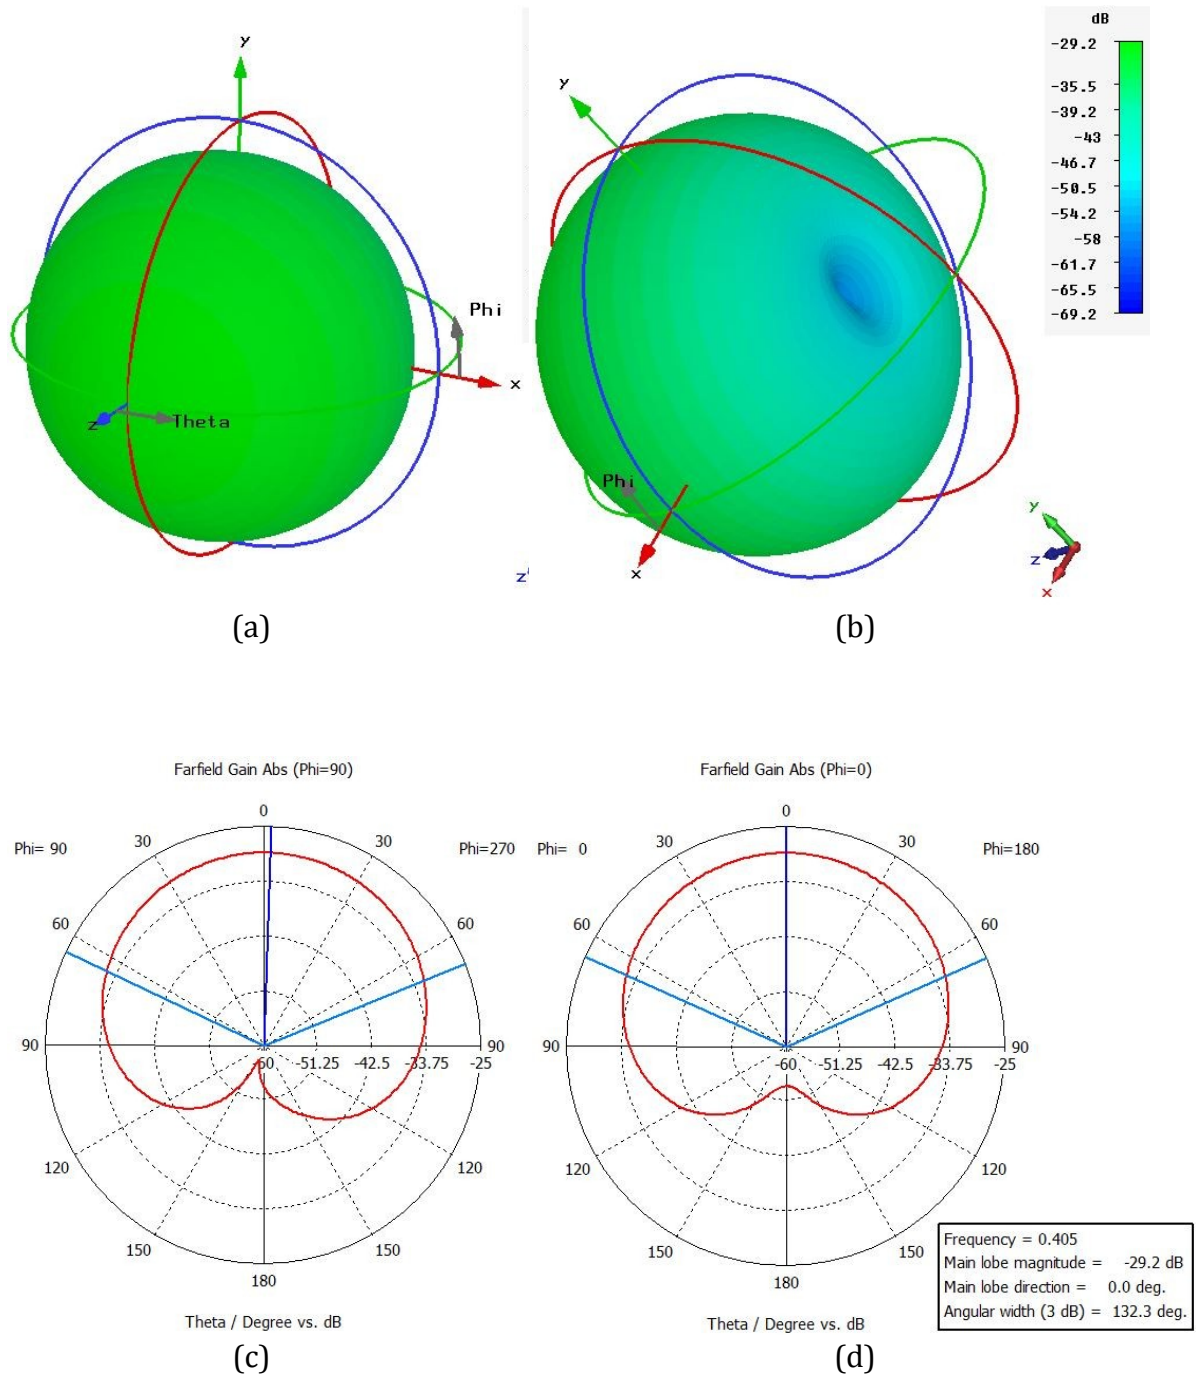 y
Phi
x
z
Theta
z
(a)
dB
-29.2
-35.5
-39.2
-43
-46.7
-50.5
-54.2
-58
-61.7
-65.5
-69.2
y
Phi
x
y
z
x
(b)
Farfield Gain Abs (Phi=90)
0
30
30
Phi= 90
Phi=270
60
60
90
90
-60
-51.25
-42.5
-33.75
-25
120
120
150
150
180
Theta / Degree vs. dB
(c)
Farfield Gain Abs (Phi=0)
0
30
30
Phi= 0
Phi=180
60
60
90
90
-60
-51.25
-42.5
-33.75
-25
120
120
150
150
180
Theta / Degree vs. dB
Frequency = 0.405
Main lobe magnitude = -29.2 dB
Main lobe direction = 0.0 deg.
Angular width (3 dB) = 132.3 deg.
(d)